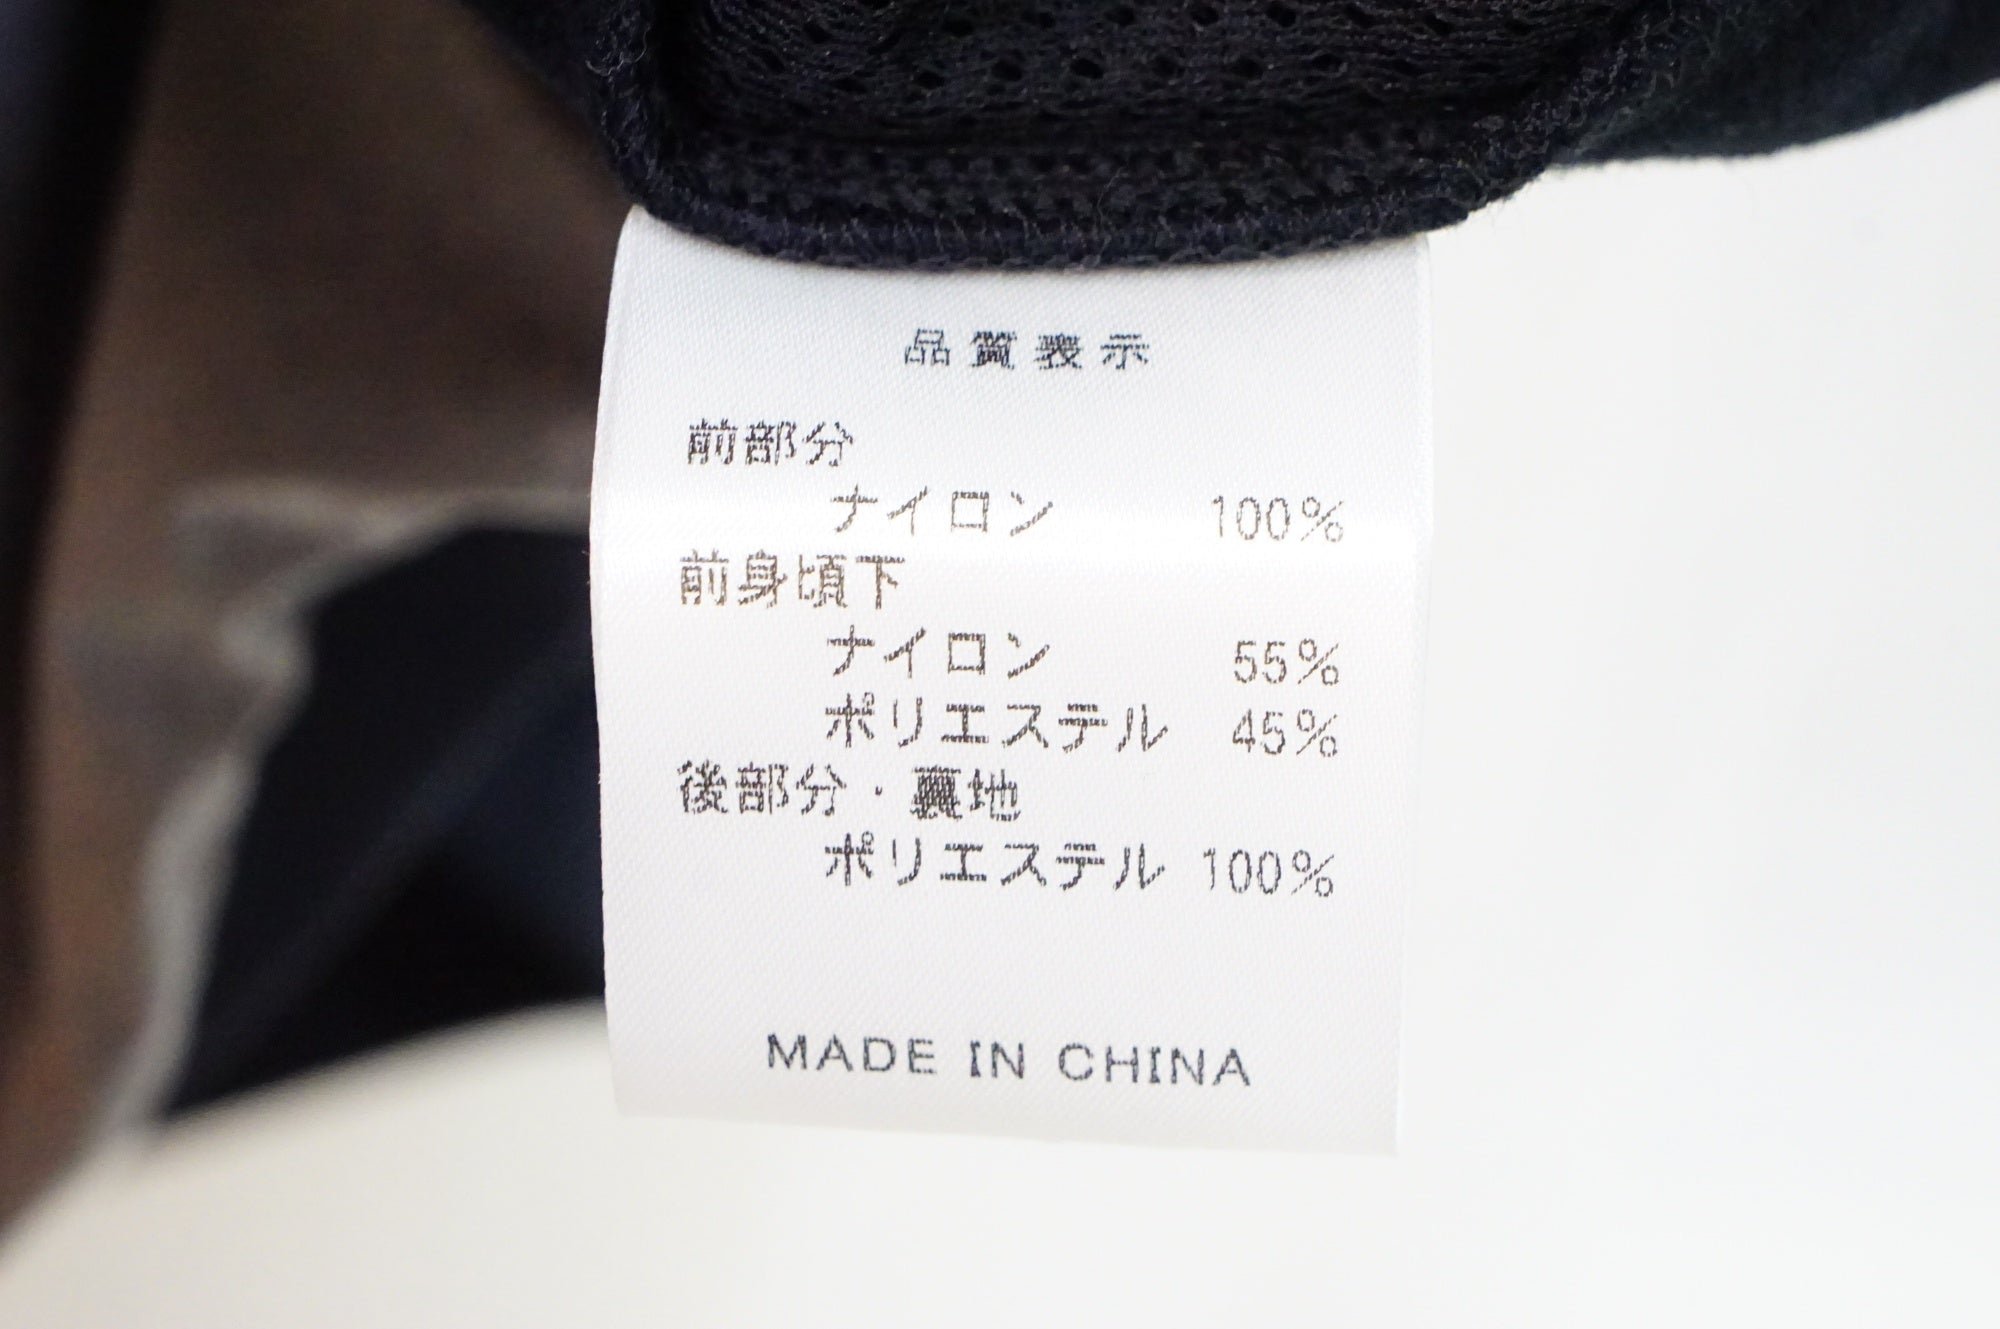 品質表示
前部分
ナイロン 100%
前身頃下
ナイロン 55%
ポリエステル 45%
後部分・裏地
ポリエステル 100%
MADE IN CHINA